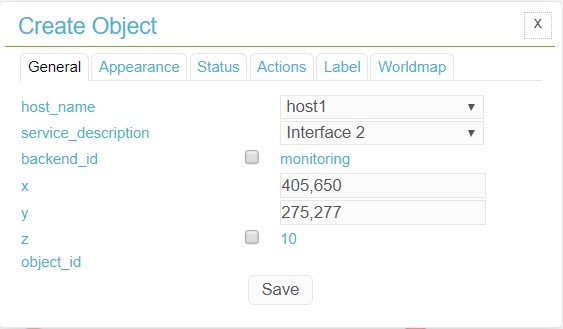 Create Object
x
General Appearance Status Actions Label Worldmap
host_name host1
service_description Interface 2
backend_id monitoring
x 405,650
y 275,277
z 10
object_id
Save